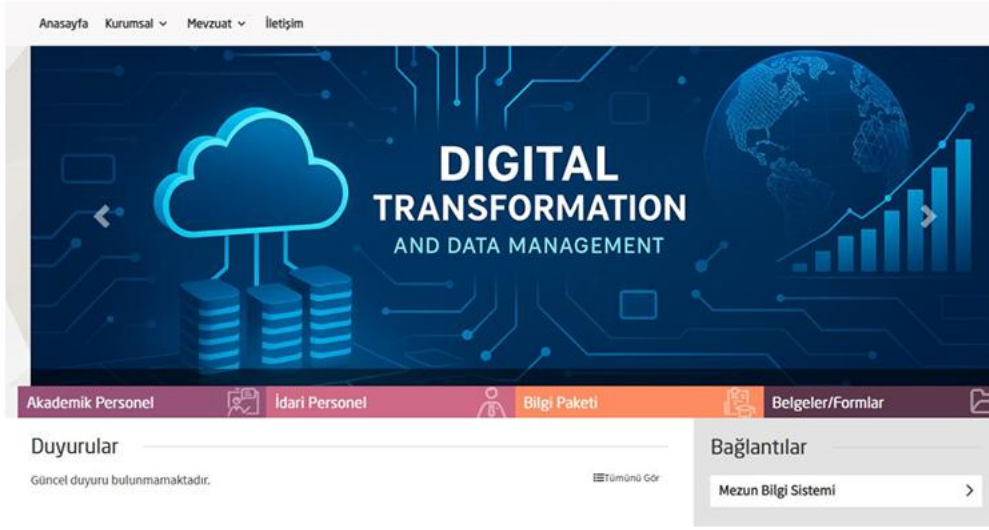 Anasayfa Kurumsal Mevzuat İletişim
DIGITAL
TRANSFORMATION
AND DATA MANAGEMENT
Akademik Personel İdari Personel Bilgi Paketi Belgeler/Formlar
Duyurular
Güncel duyuru bulunmamaktadır.
Tümünü Gör
Bağlantılar
Mezun Bilgi Sistemi